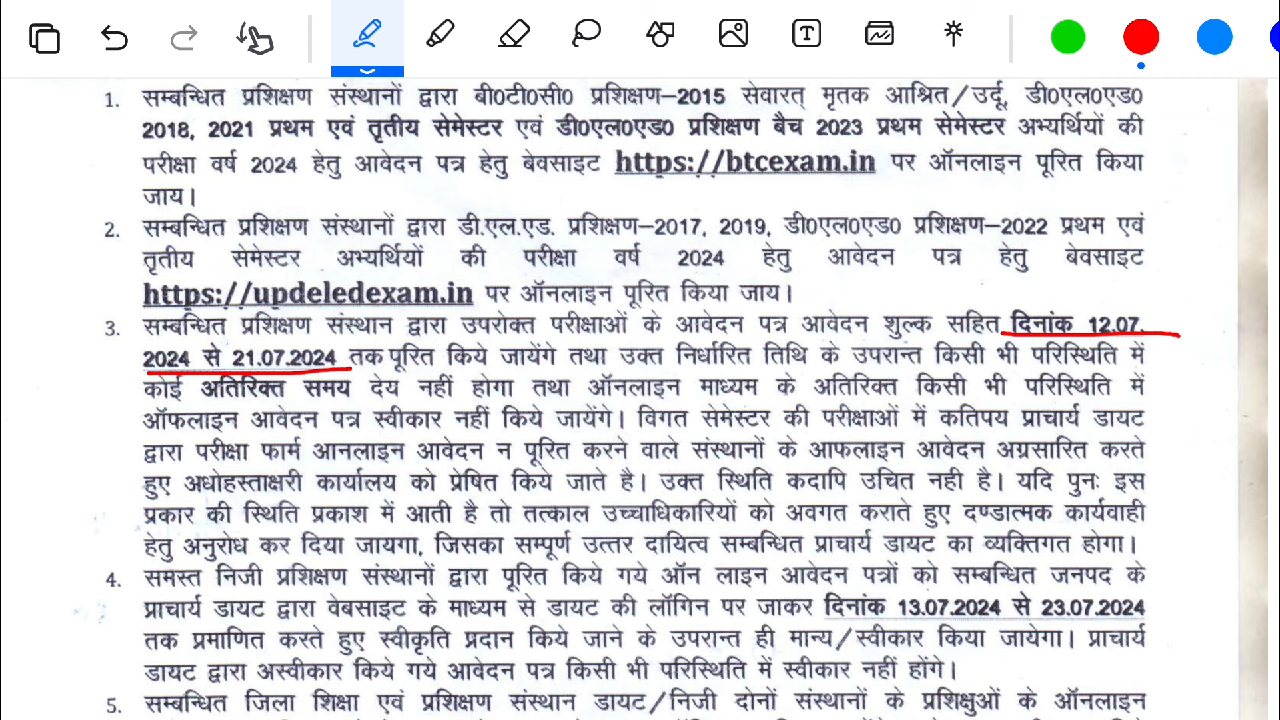 1. सम्बन्धित प्रशिक्षण संस्थानों द्वारा बी0टी0सी0 प्रशिक्षण–2015 सेवारत् मृतक आश्रित/उर्दू, डी0एल0एड0
2018, 2021 प्रथम एवं तृतीय सेमेस्टर एवं डी0एल0एड0 प्रशिक्षण बैच 2023 प्रथम सेमेस्टर अभ्यर्थियों की
परीक्षा वर्ष 2024 हेतु आवेदन पत्र हेतु बेवसाइट https://btcexam.in पर ऑनलाइन पूरित किया
जाय।
2. सम्बन्धित प्रशिक्षण संस्थानों द्वारा डी.एल.एड. प्रशिक्षण–2017, 2019, डी0एल0एड0 प्रशिक्षण–2022 प्रथम एवं
तृतीय सेमेस्टर अभ्यर्थियों की परीक्षा वर्ष 2024 हेतु आवेदन पत्र हेतु बेवसाइट
https://updeledexam.in पर ऑनलाइन पूरित किया जाय।
3. सम्बन्धित प्रशिक्षण संस्थान द्वारा उपरोक्त परीक्षाओं के आवेदन पत्र आवेदन शुल्क सहित दिनांक 12.07.
2024 से 21.07.2024 तक पूरित किये जायेंगे तथा उक्त निर्धारित तिथि के उपरान्त किसी भी परिस्थिति में
कोई अतिरिक्त समय देय नहीं होगा तथा ऑनलाइन माध्यम के अतिरिक्त किसी भी परिस्थिति में
ऑफलाइन आवेदन पत्र स्वीकार नहीं किये जायेंगे। विगत सेमेस्टर की परीक्षाओं में कतिपय प्राचार्य डायट
द्वारा परीक्षा फार्म आनलाइन आवेदन न पूरित करने वाले संस्थानों के आफलाइन आवेदन अग्रसारित करते
हुए अधोहस्ताक्षरी कार्यालय को प्रेषित किये जाते है। उक्त स्थिति कदापि उचित नही है। यदि पुनः इस
प्रकार की स्थिति प्रकाश में आती है तो तत्काल उच्चाधिकारियों को अवगत कराते हुए दण्डात्मक कार्यवाही
हेतु अनुरोध कर दिया जायगा, जिसका सम्पूर्ण उत्तर दायित्व सम्बन्धित प्राचार्य डायट का व्यक्तिगत होगा।
4. समस्त निजी प्रशिक्षण संस्थानों द्वारा पूरित किये गये ऑन लाइन आवेदन पत्रों को सम्बन्धित जनपद के
प्राचार्य डायट द्वारा वेबसाइट के माध्यम से डायट की लॉगिन पर जाकर दिनांक 13.07.2024 से 23.07.2024
तक प्रमाणित करते हुए स्वीकृति प्रदान किये जाने के उपरान्त ही मान्य/स्वीकार किया जायेगा। प्राचार्य
डायट द्वारा अस्वीकार किये गये आवेदन पत्र किसी भी परिस्थिति में स्वीकार नहीं होंगे।
5. सम्बन्धित जिला शिक्षा एवं प्रशिक्षण संस्थान डायट/निजी दोनों संस्थानों के प्रशिक्षुओं के ऑनलाइन